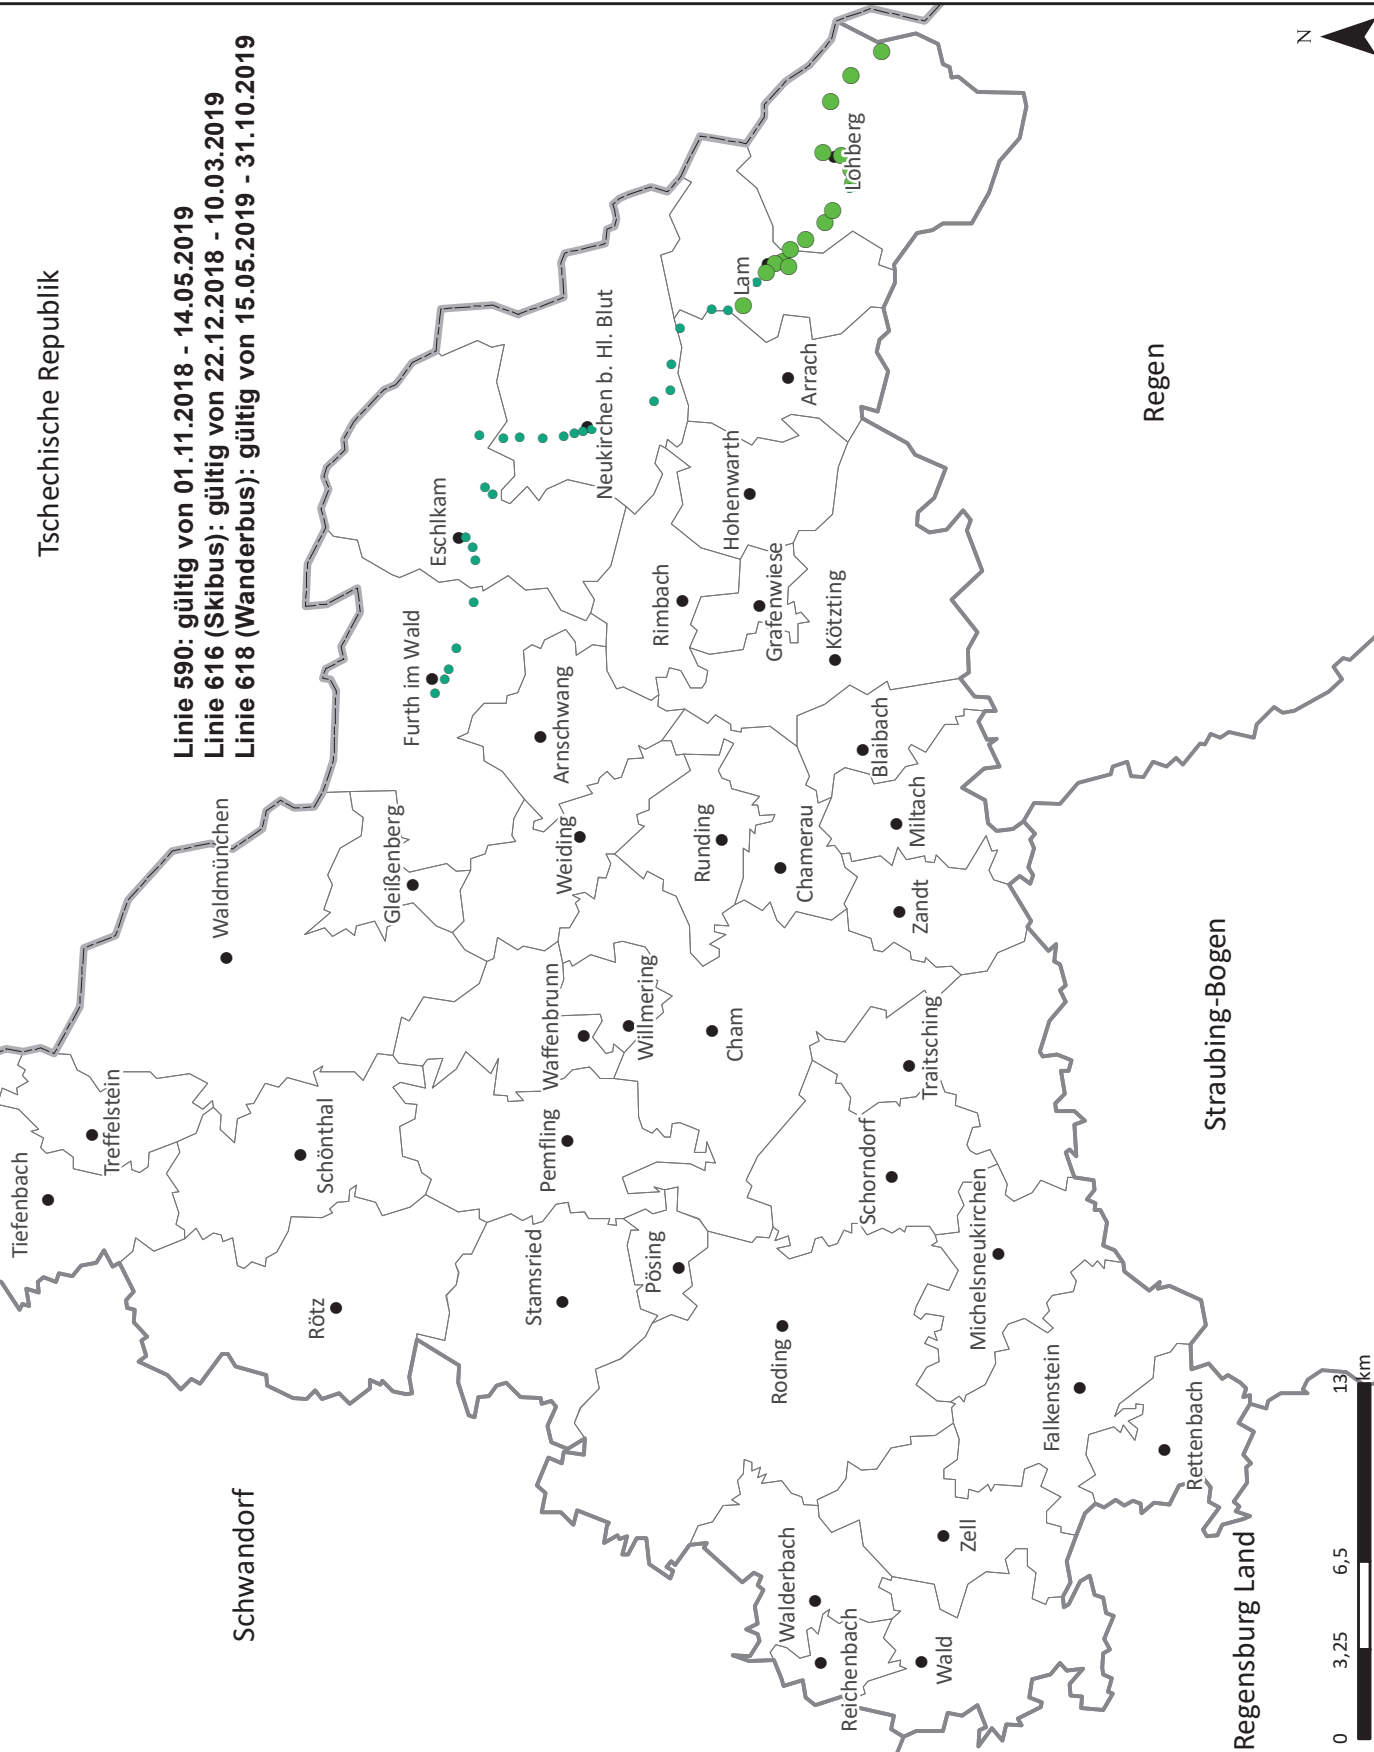 Tschechische Republik
Linie 590: gültig von 01.11.2018 - 14.05.2019
Linie 616 (Skibus): gültig von 22.12.2018 - 10.03.2019
Linie 618 (Wanderbus): gültig von 15.05.2019 - 31.10.2019
N
Tiefenbach
Treffelstein
Waldmünchen
Schönthal
Rötz
Gleißenberg
Furth im Wald
Eschlkam
Neukirchen b. Hl. Blut
Lam
Lohberg
Arrach
Hohenwarth
Grafenwiese
Rimbach
Kötzting
Arnschwang
Weiding
Runding
Chamerau
Blaibach
Miltach
Zandt
Waffenbrunn
Willmering
Cham
Pemfling
Stamsried
Pösing
Roding
Schorndorf
Traitsching
Michelsneukirchen
Falkenstein
Rettenbach
Zell
Walderbach
Reichenbach
Wald
Schwandorf
Regen
Straubing-Bogen
Regensburg Land
0 3,25 6,5 13
km